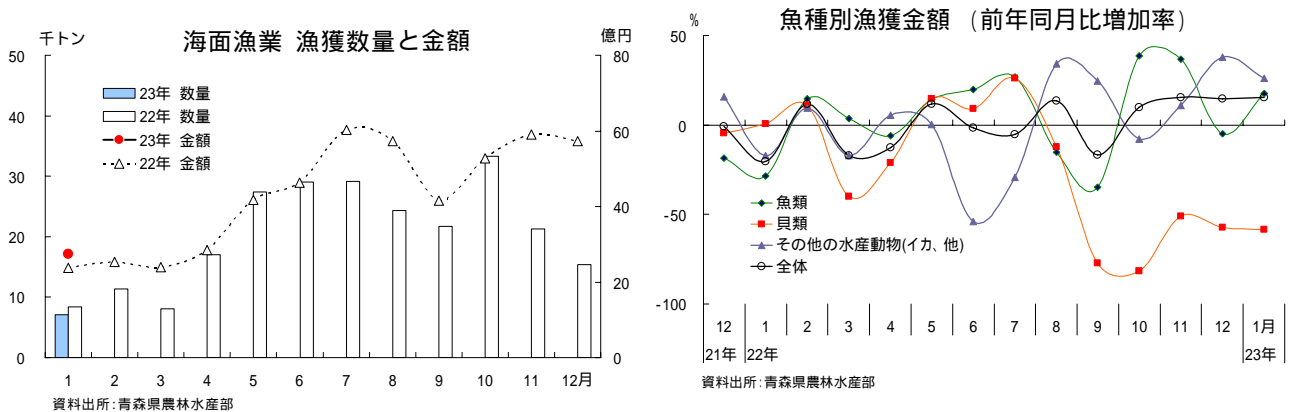 海面漁業 漁獲数量と金額
千トン
億円
50
40
30
20
10
0
80
60
40
20
0
23年 数量
22年 数量
23年 金額
22年 金額
1 2 3 4 5 6 7 8 9 10 11 12月
資料出所:青森県農林水産部
魚種別漁獲金額 (前年同月比増加率)
%
50
0
-50
-100
魚類
貝類
その他の水産動物(イカ、他)
全体
12 1 2 3 4 5 6 7 8 9 10 11 12 1月
21年 22年 23年
資料出所:青森県農林水産部